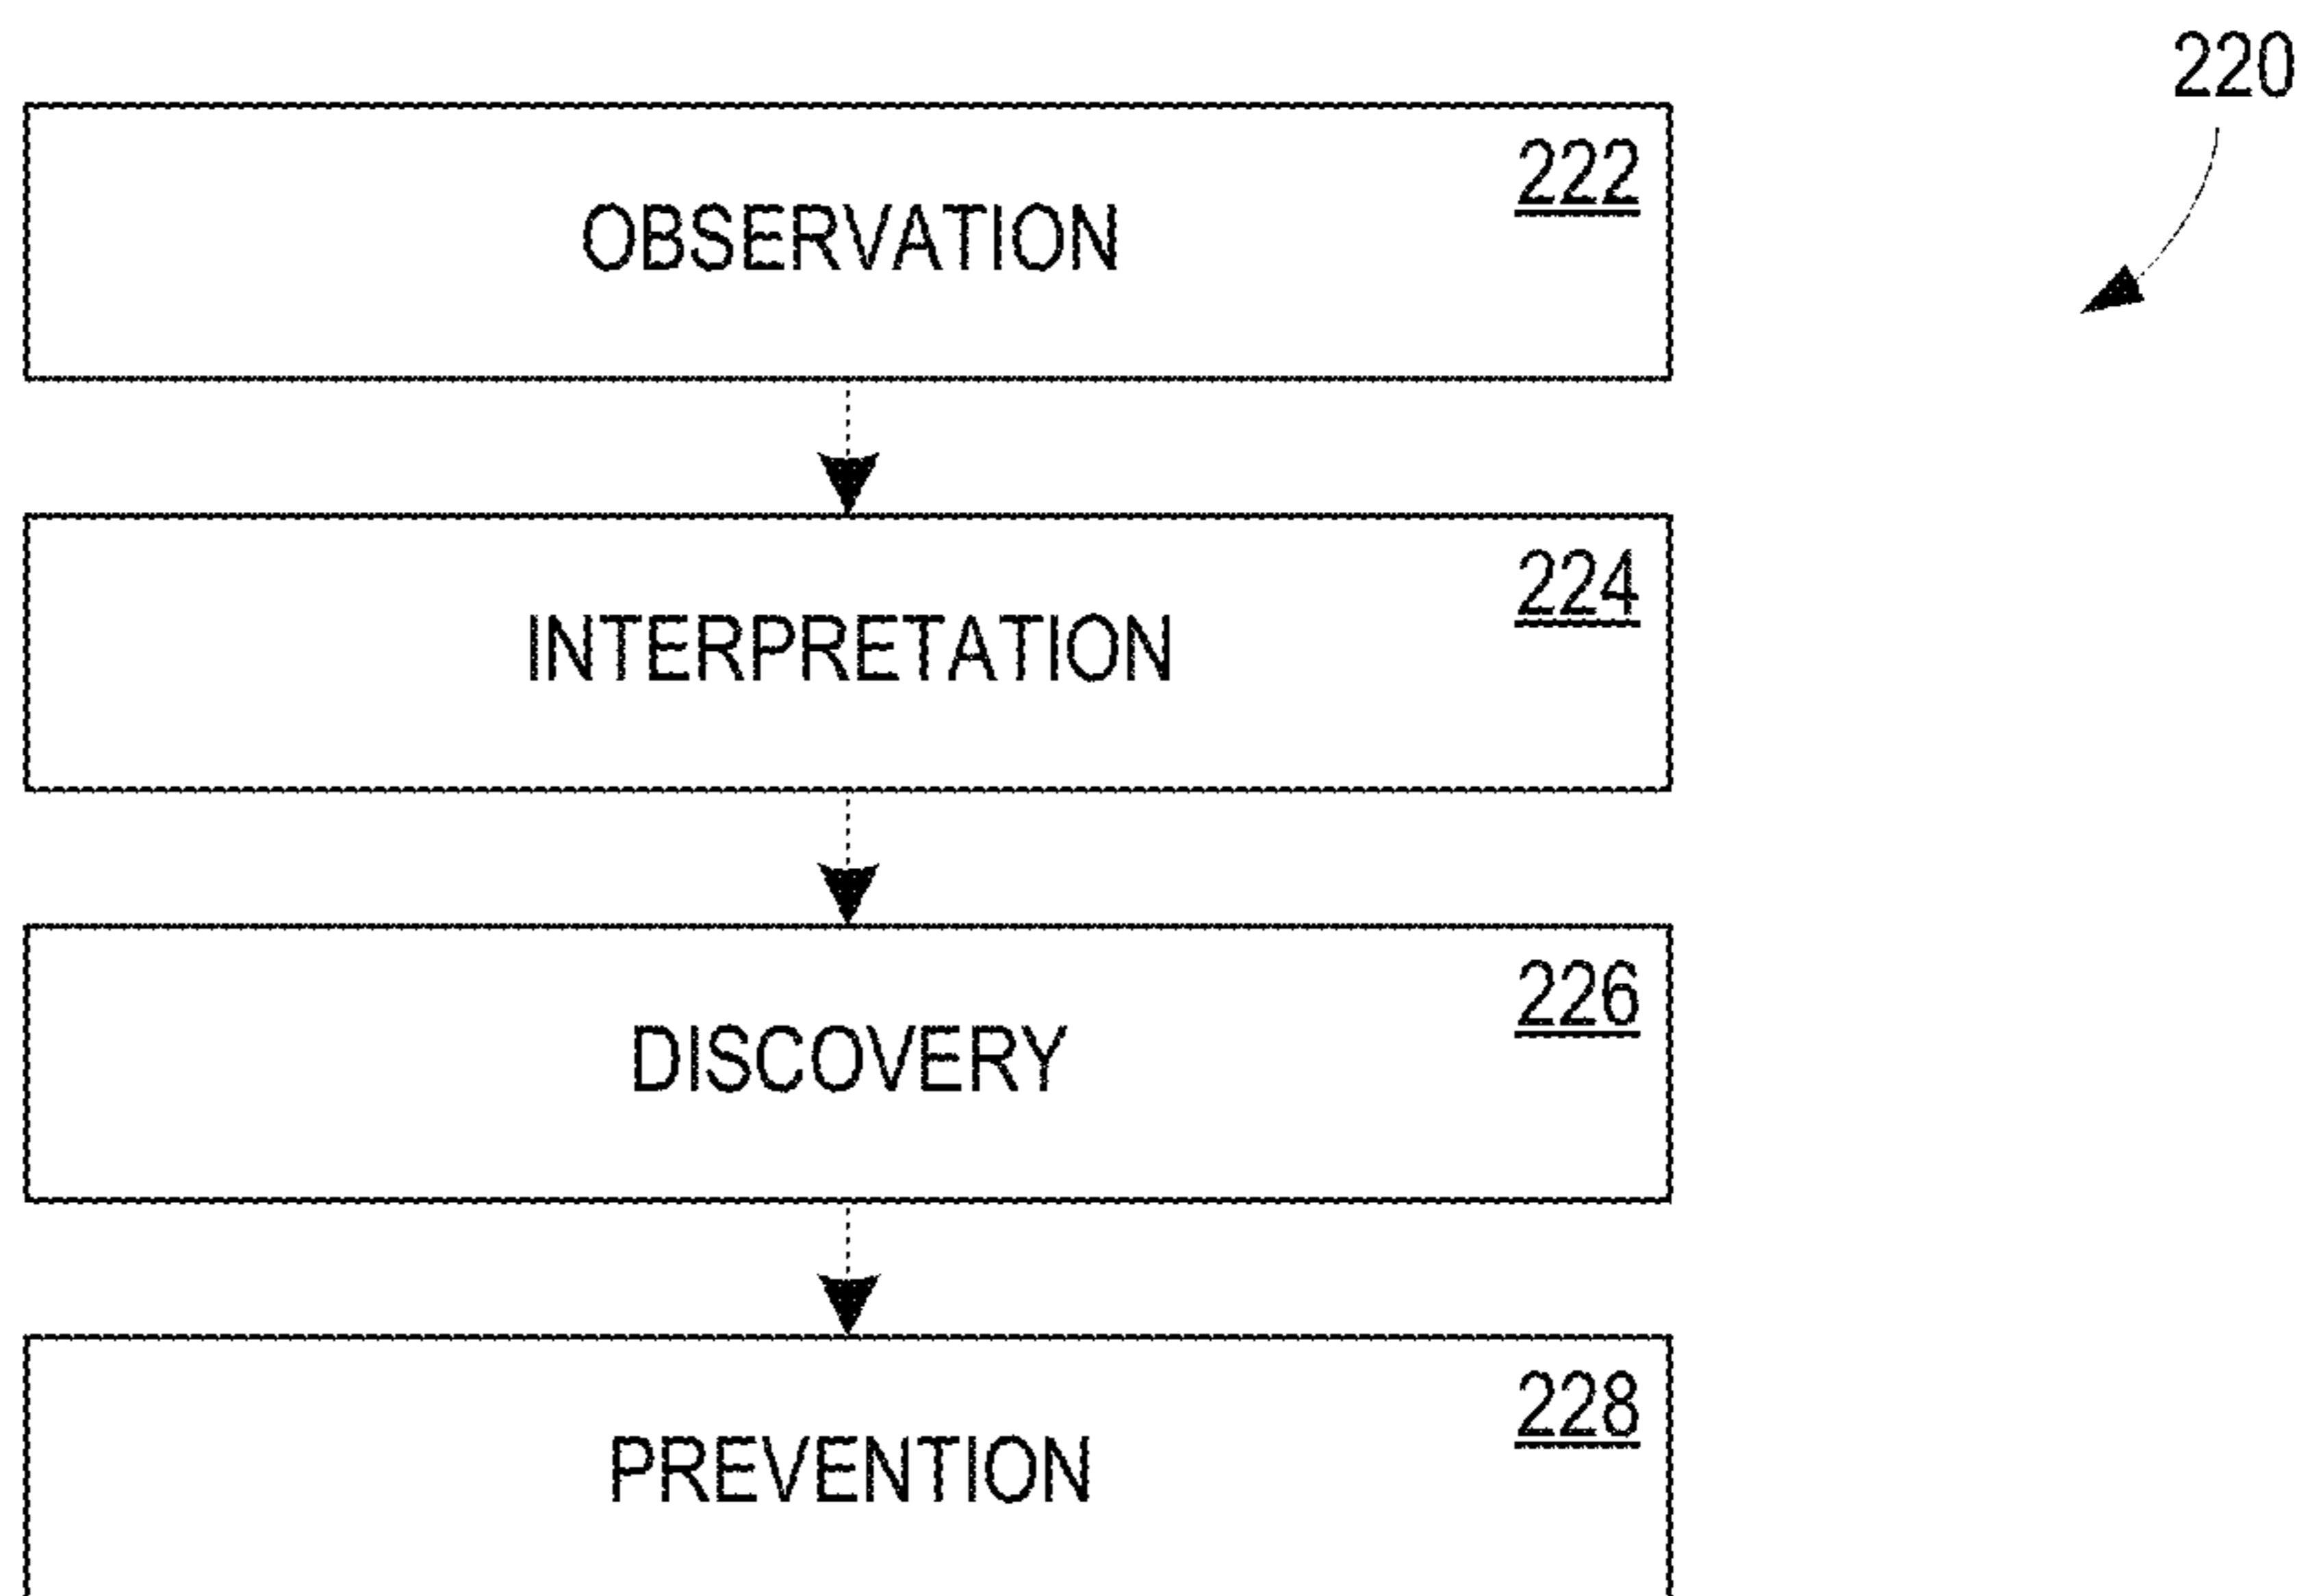 220
222
OBSERVATION
224
INTERPRETATION
226
DISCOVERY
228
PREVENTION